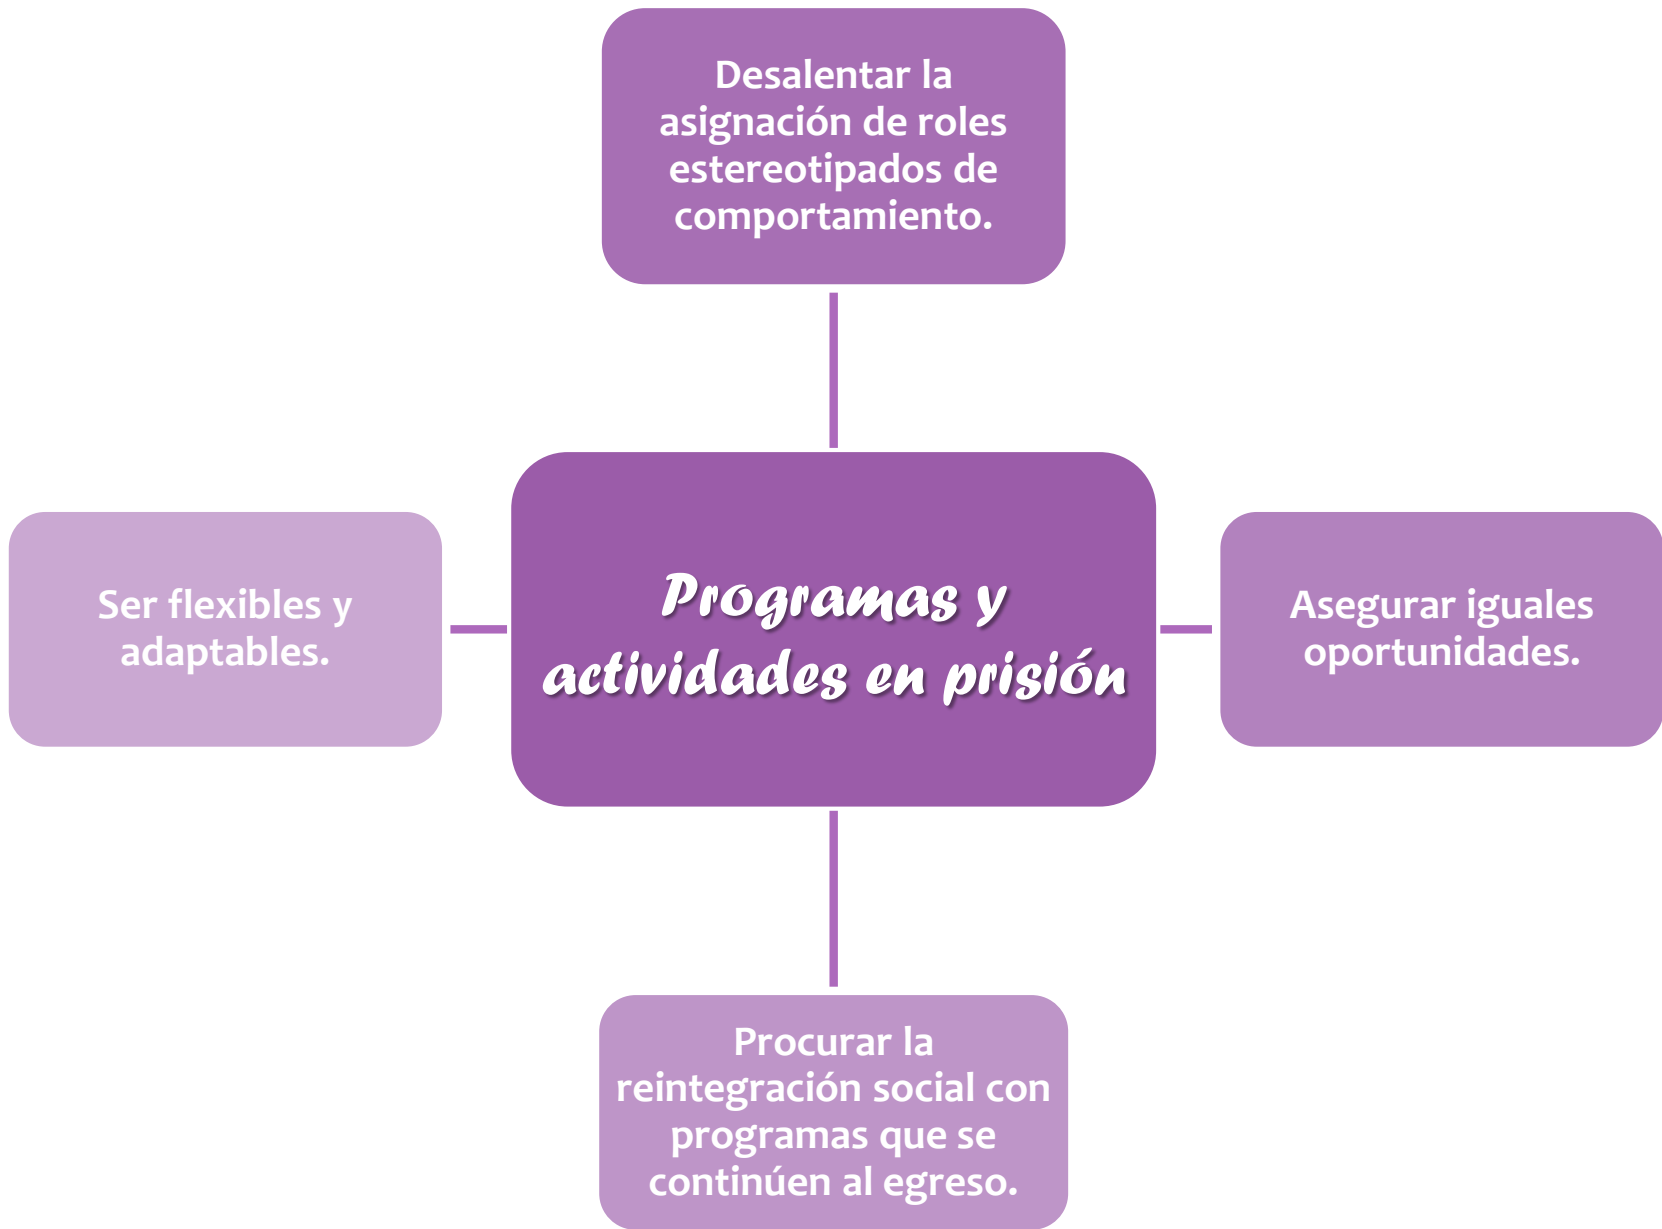 Desalentar la
asignación de roles
estereotipados de
comportamiento.
Programas y
actividades en prisión
Ser flexibles y
adaptables.
Asegurar iguales
oportunidades.
Procurar la
reintegración social con
programas que se
continúen al egreso.